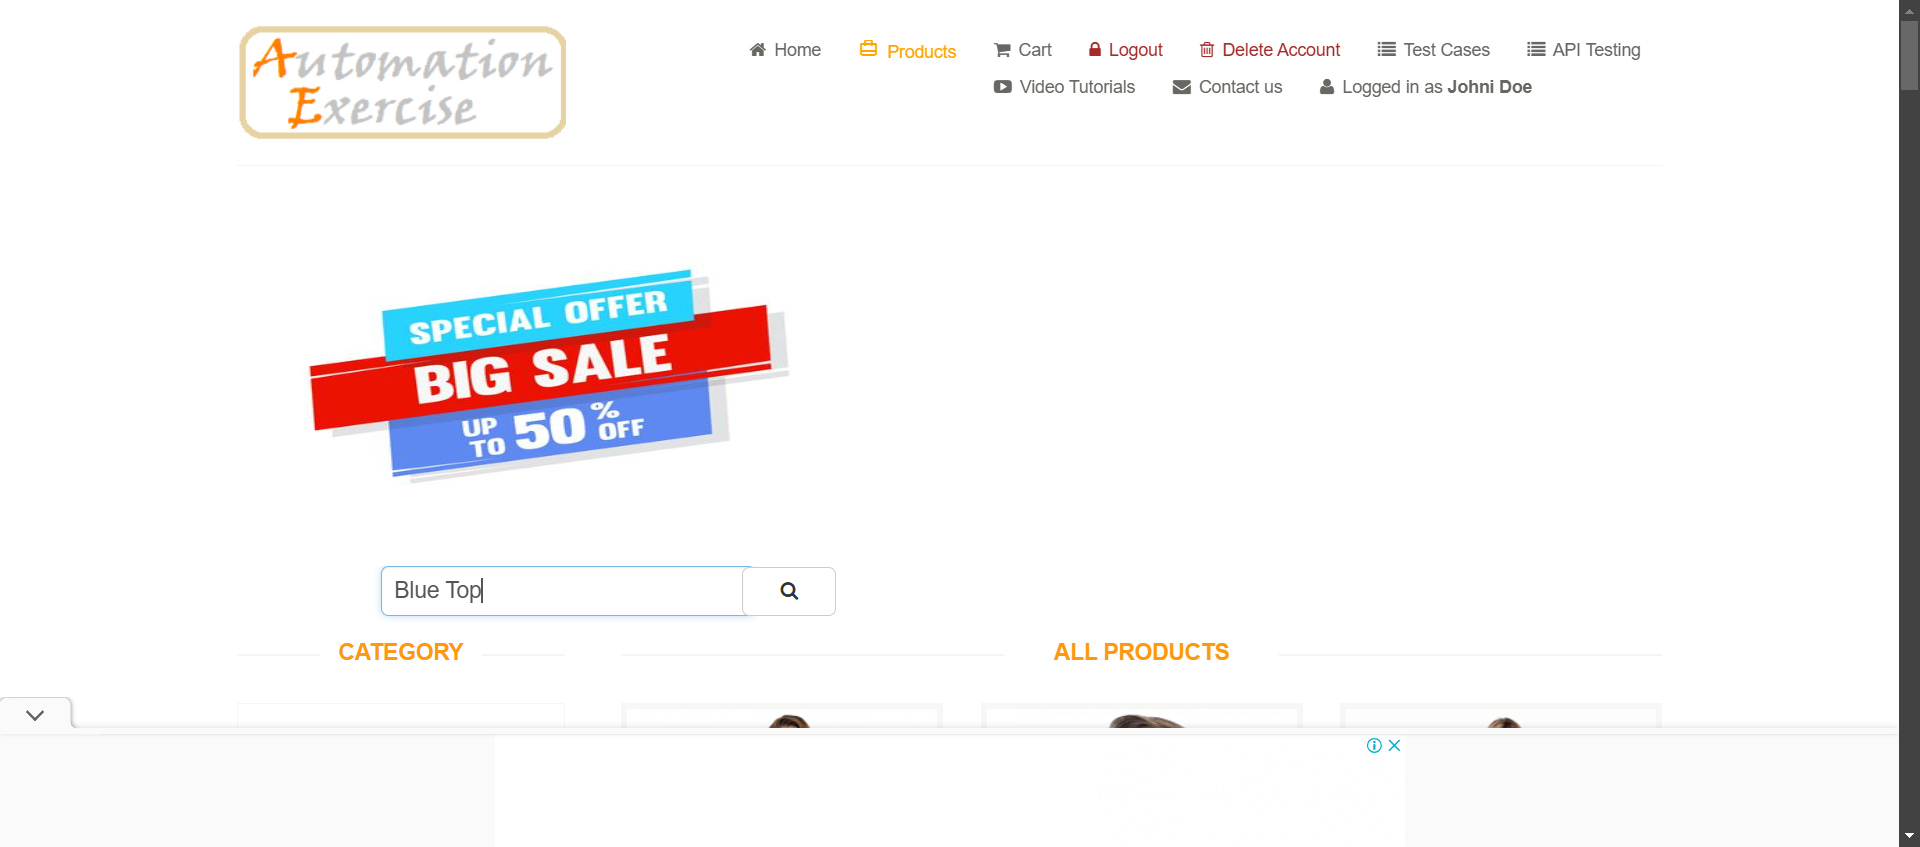 Automation
Exercise
Home
Products
Cart
Logout
Delete Account
Test Cases
API Testing
Video Tutorials
Contact us
Logged in as Johni Doe
SPECIAL OFFER
BIG SALE
UP TO 50% OFF
Blue Top
CATEGORY
ALL PRODUCTS